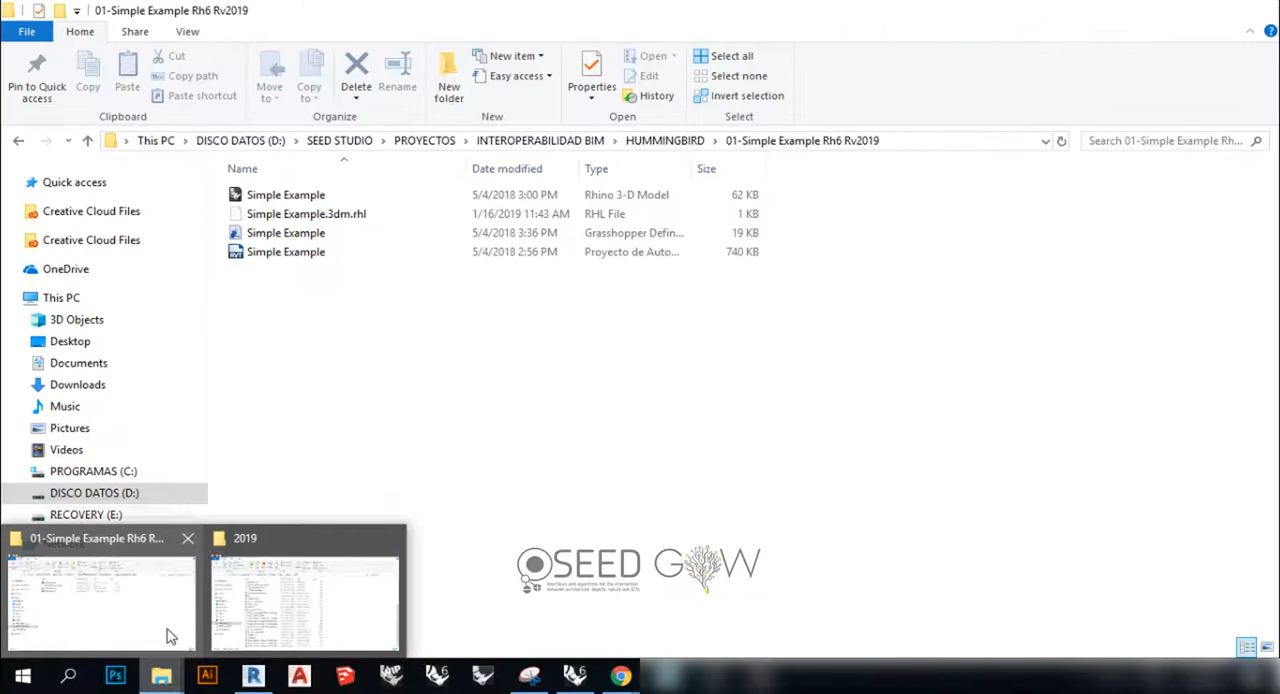 01-Simple Example Rh6 Rv2019
File
Home
Share
View
Pin to Quick access
Copy
Paste
Cut
Copy path
Paste shortcut
Clipboard
Move to
Copy to
Delete
Rename
Organize
New folder
New item
Easy access
New
Properties
Open
Edit
History
Open
Select all
Select none
Invert selection
Select
This PC > DISCO DATOS (D:) > SEED STUDIO > PROYECTOS > INTEROPERABILIDAD BIM > HUMMINGBIRD > 01-Simple Example Rh6 Rv2019
Search 01-Simple Example Rh...
Name Date modified Type Size
Simple Example 5/4/2018 3:00 PM Rhino 3-D Model 62 KB
Simple Example.3dm.rhl 1/16/2019 11:43 AM RHL File 1 KB
Simple Example 5/4/2018 3:36 PM Grasshopper Defin... 19 KB
Simple Example 5/4/2018 2:56 PM Proyecto de Auto... 740 KB
Quick access
Creative Cloud Files
Creative Cloud Files
OneDrive
This PC
3D Objects
Desktop
Documents
Downloads
Music
Pictures
Videos
PROGRAMAS (C:)
DISCO DATOS (D:)
RECOVERY (E:)
01-Simple Example Rh6 R...
2019
SEED GOW